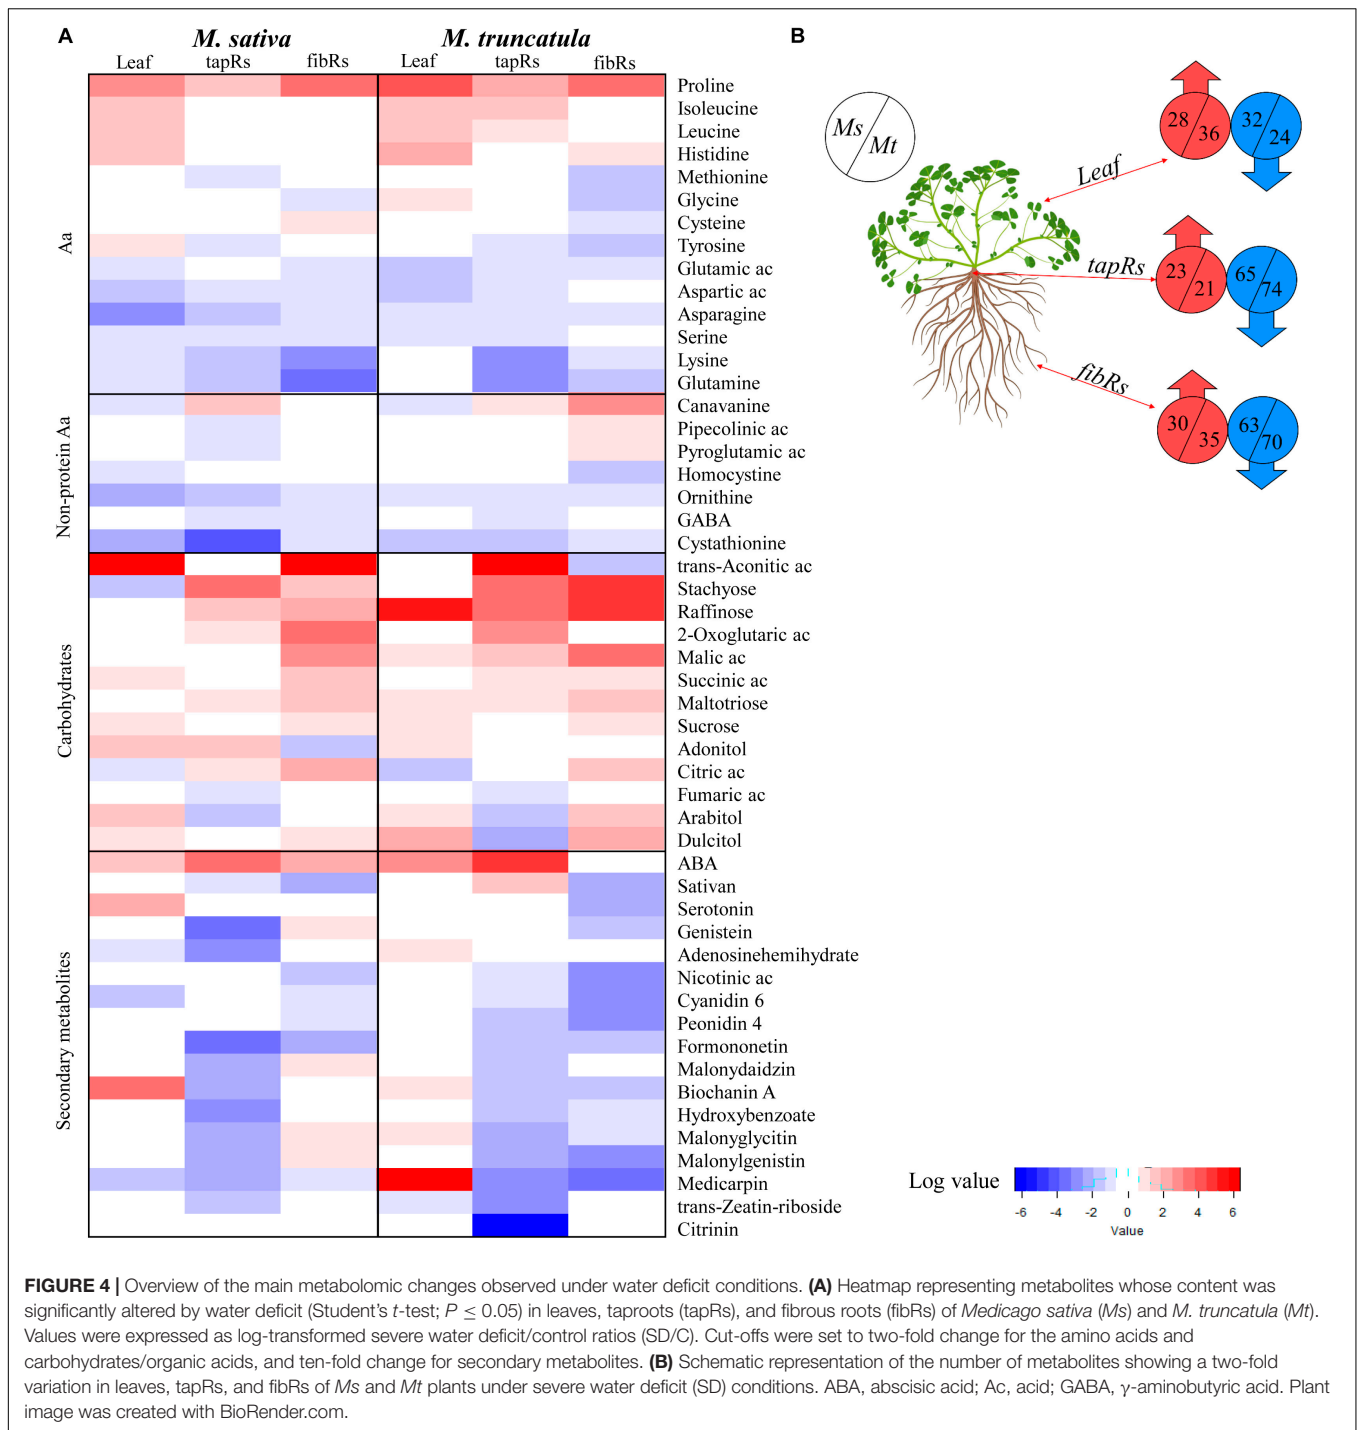 A
M. sativa
M. truncatula
Leaf tapRs fibRs Leaf tapRs fibRs
Aa
Proline
Isoleucine
Leucine
Histidine
Methionine
Glycine
Cysteine
Tyrosine
Glutamic ac
Aspartic ac
Asparagine
Serine
Lysine
Glutamine
Non-protein Aa
Canavanine
Pipecolinic ac
Pyroglutamic ac
Homocystine
Ornithine
GABA
Cystathionine
Carbohydrates
trans-Aconitic ac
Stachyose
Raffinose
2-Oxoglutaric ac
Malic ac
Succinic ac
Maltotriose
Sucrose
Adonitol
Citric ac
Fumaric ac
Arabitol
Dulcitol
Secondary metabolites
ABA
Sativan
Serotonin
Genistein
Adenosinehemihydrate
Nicotinic ac
Cyanidin 6
Peonidin 4
Formononetin
Malonydaidzin
Biochanin A
Hydroxybenzoate
Malonyglycitin
Malonylgenistin
Medicarpin
trans-Zeatin-riboside
Citrinin
B
Ms Mt
Leaf
28 36 32 24
tapRs
23 21 65 74
fibRs
30 35 63 70
Log value
-6 -4 -2 0 2 4 6
Value
FIGURE 4 | Overview of the main metabolomic changes observed under water deficit conditions. (A) Heatmap representing metabolites whose content was
significantly altered by water deficit (Student's t-test; P ≤ 0.05) in leaves, taproots (tapRs), and fibrous roots (fibRs) of Medicago sativa (Ms) and M. truncatula (Mt).
Values were expressed as log-transformed severe water deficit/control ratios (SD/C). Cut-offs were set to two-fold change for the amino acids and
carbohydrates/organic acids, and ten-fold change for secondary metabolites. (B) Schematic representation of the number of metabolites showing a two-fold
variation in leaves, tapRs, and fibRs of Ms and Mt plants under severe water deficit (SD) conditions. ABA, abscisic acid; Ac, acid; GABA, γ-aminobutyric acid. Plant
image was created with BioRender.com.